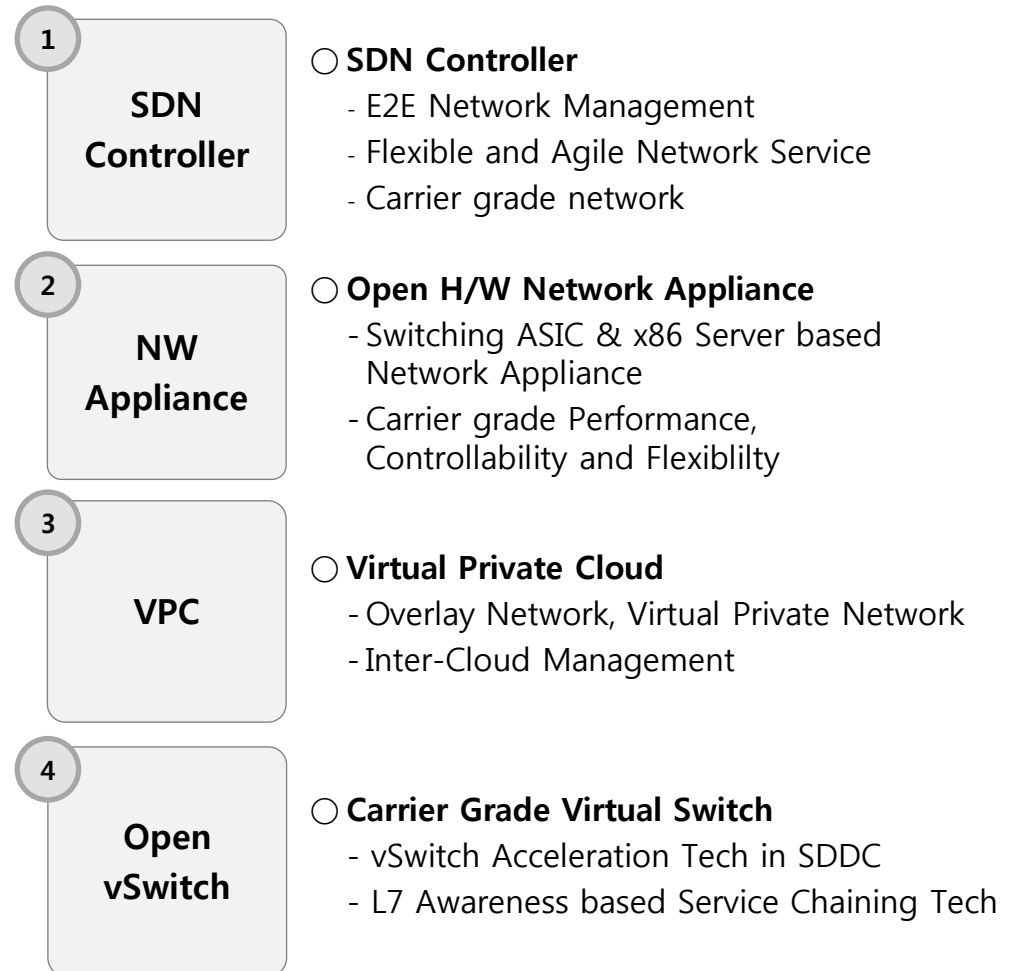 1
SDN
Controller
○ SDN Controller
- E2E Network Management
- Flexible and Agile Network Service
- Carrier grade network
2
NW
Appliance
○ Open H/W Network Appliance
- Switching ASIC & x86 Server based
Network Appliance
- Carrier grade Performance,
Controllability and Flexiblilty
3
VPC
○ Virtual Private Cloud
- Overlay Network, Virtual Private Network
- Inter-Cloud Management
4
Open
vSwitch
○ Carrier Grade Virtual Switch
- vSwitch Acceleration Tech in SDDC
- L7 Awareness based Service Chaining Tech